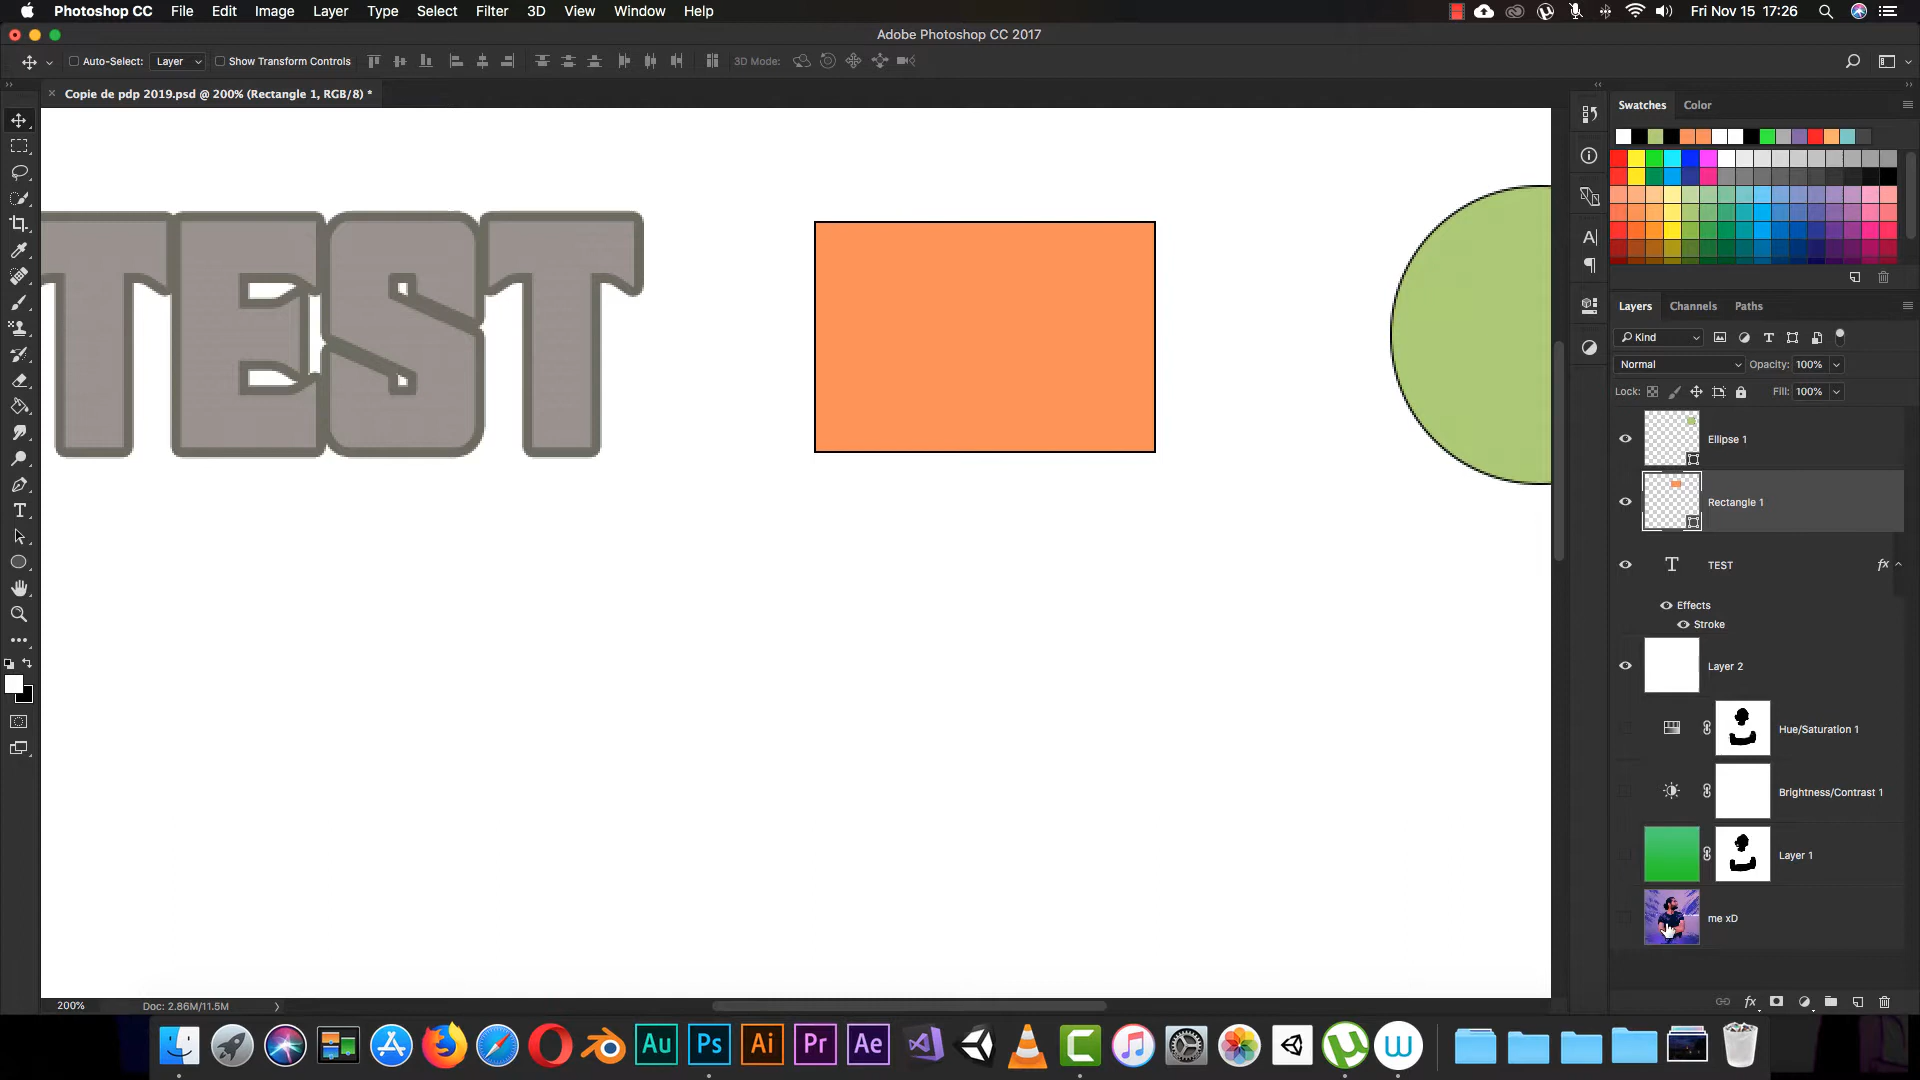 Photoshop CC File Edit Image Layer Type Select Filter 3D View Window Help Fri Nov 15 17:26
Adobe Photoshop CC 2017
Auto-Select: Layer Show Transform Controls 3D Mode:
Copie de pdp 2019.psd @ 200% (Rectangle 1, RGB/8) *
Swatches Color
TEST
Layers Channels Paths
Kind
Normal Opacity: 100%
Lock: Fill: 100%
Ellipse 1
Rectangle 1
T TEST fx
Effects
Stroke
Layer 2
Hue/Saturation 1
Brightness/Contrast 1
Layer 1
me xD
200% Doc: 2.86M/11.5M
fx
Au Ps Ai Pr Ae